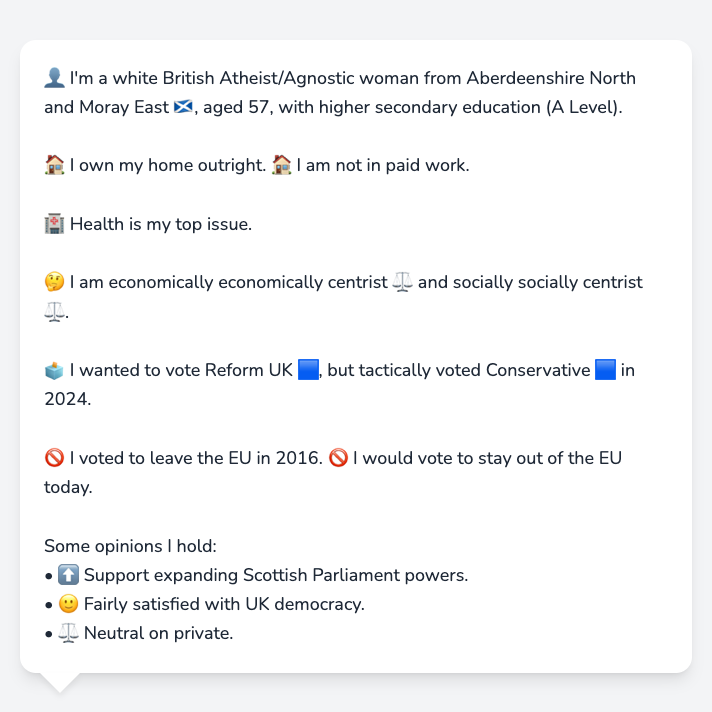 👤 I'm a white British Atheist/Agnostic woman from Aberdeenshire North
and Moray East 🏴󠁧󠁢󠁳󠁣󠁴󠁿, aged 57, with higher secondary education (A Level).
🏠 I own my home outright. 🏠 I am not in paid work.
🏥 Health is my top issue.
🤔 I am economically economically centrist ⚖️ and socially socially centrist
⚖️.
🗳️ I wanted to vote Reform UK 🟦, but tactically voted Conservative 🟦 in
2024.
🚫 I voted to leave the EU in 2016. 🚫 I would vote to stay out of the EU
today.
Some opinions I hold:
• ⬆️ Support expanding Scottish Parliament powers.
• 🙂 Fairly satisfied with UK democracy.
• ⚖️ Neutral on private.